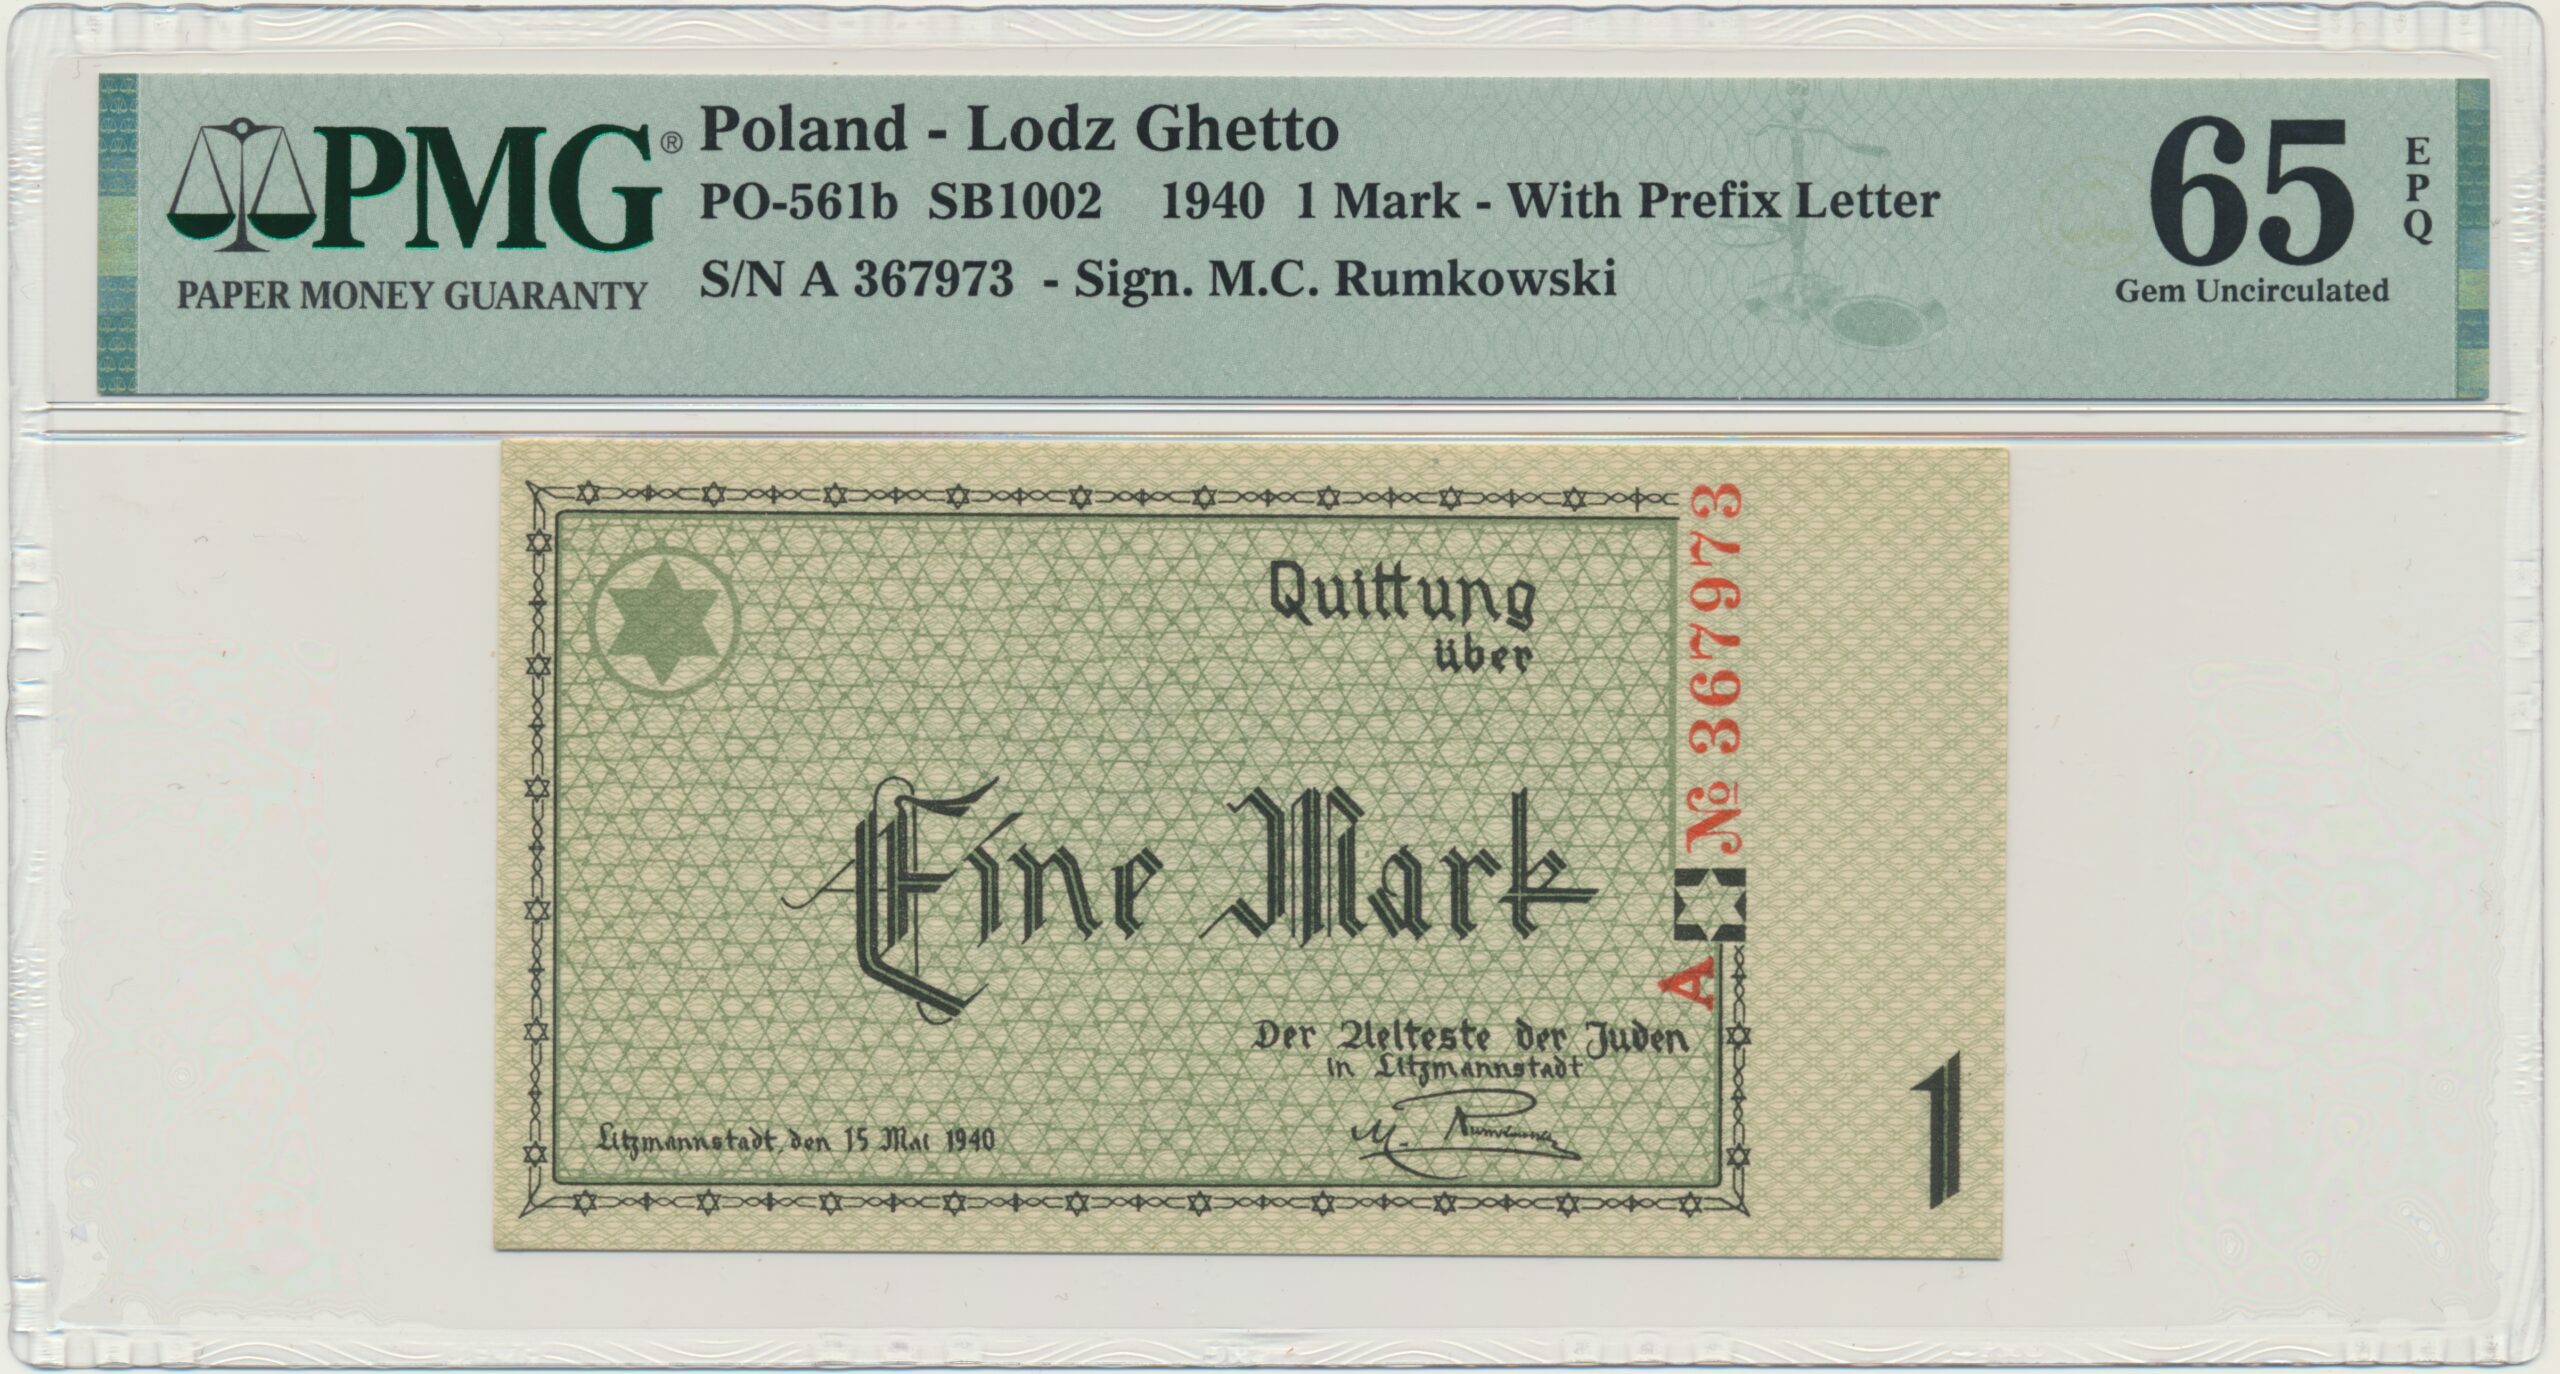 PMG®
PAPER MONEY GUARANTY
Poland - Lodz Ghetto
PO-561b SB1002 1940 1 Mark - With Prefix Letter
S/N A 367973 - Sign. M.C. Rumkowski
65
EPQ
Gem Uncirculated
Quittung
über
Eine Mark
A № 367973
Der Aelteste der Juden
in Litzmannstadt
M. Rumkowski
Litzmannstadt, den 15 Mai 1940
1